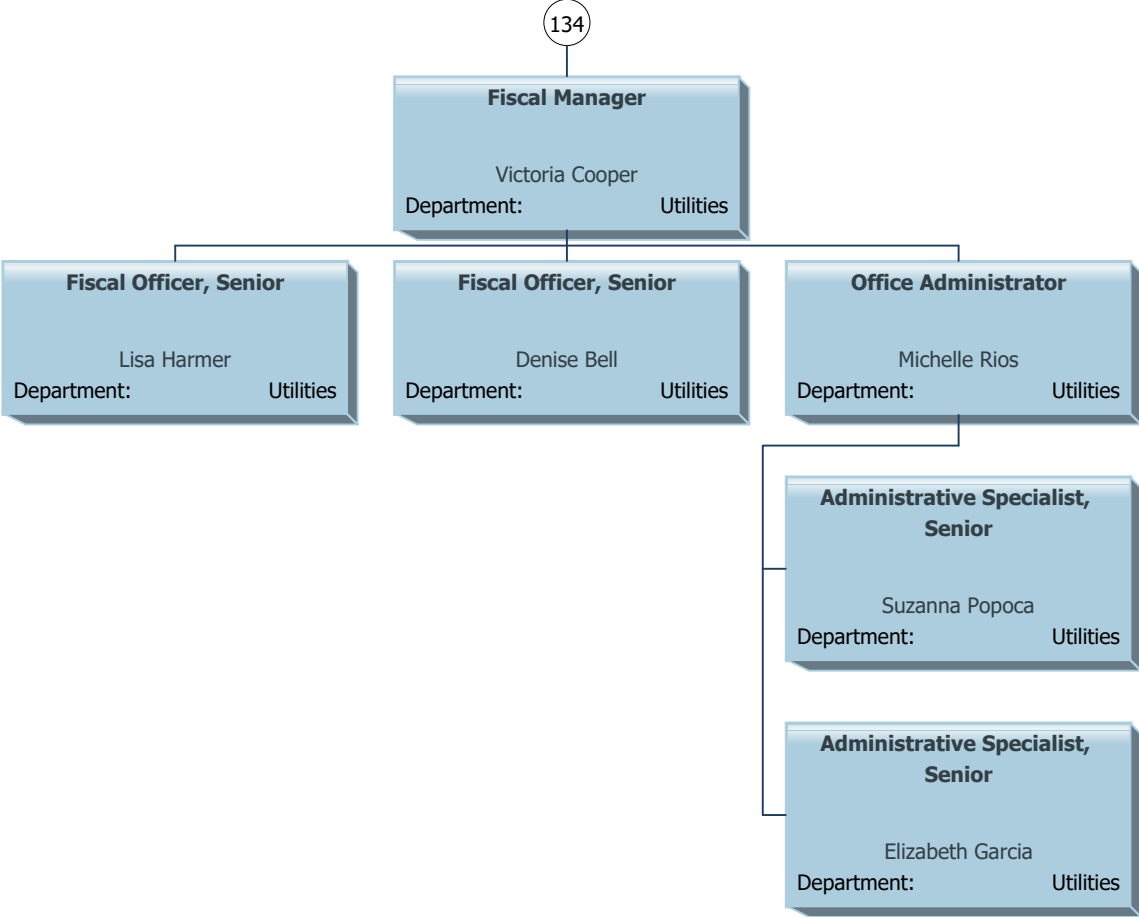 134
Fiscal Manager
Victoria Cooper
Department: Utilities
Fiscal Officer, Senior
Lisa Harmer
Department: Utilities
Fiscal Officer, Senior
Denise Bell
Department: Utilities
Office Administrator
Michelle Rios
Department: Utilities
Administrative Specialist,
Senior
Suzanna Popoca
Department: Utilities
Administrative Specialist,
Senior
Elizabeth Garcia
Department: Utilities